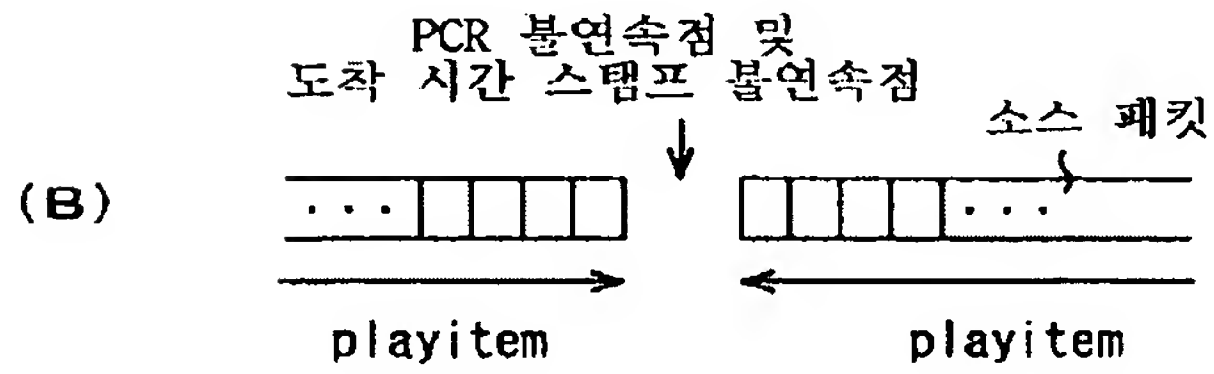 PCR 불연속점 및
도착 시간 스탬프 불연속점
소스 패킷
(B)
. . . . . .
playitem playitem